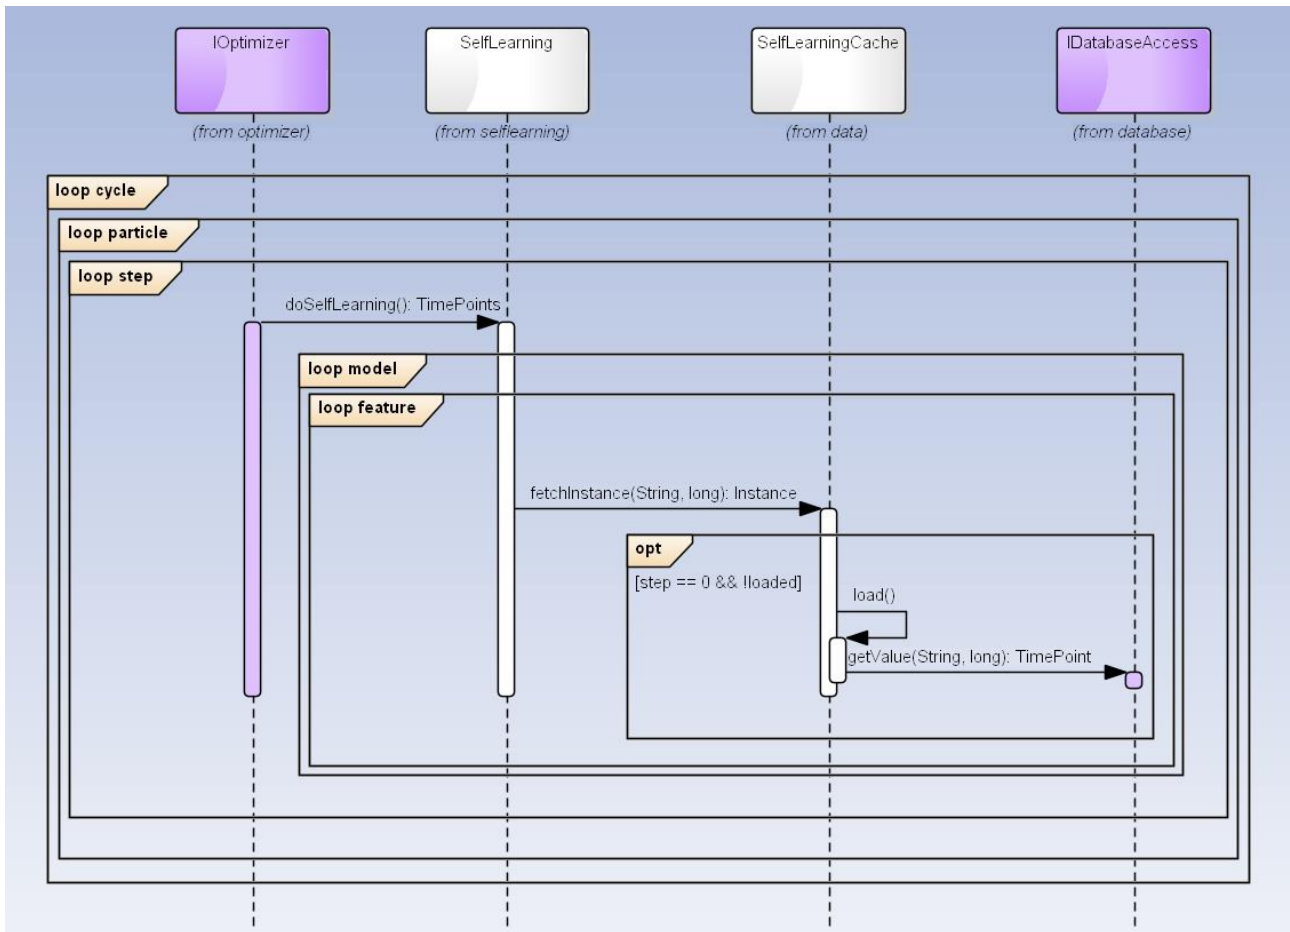 IOptimizer
SelfLearning
SelfLearningCache
IDatabaseAccess
(from optimizer)
(from selflearning)
(from data)
(from database)
loop cycle
loop particle
loop step
doSelfLearning(): TimePoints
loop model
loop feature
fetchInstance(String, long): Instance
opt
[step == 0 && !loaded]
load()
getValue(String, long): TimePoint